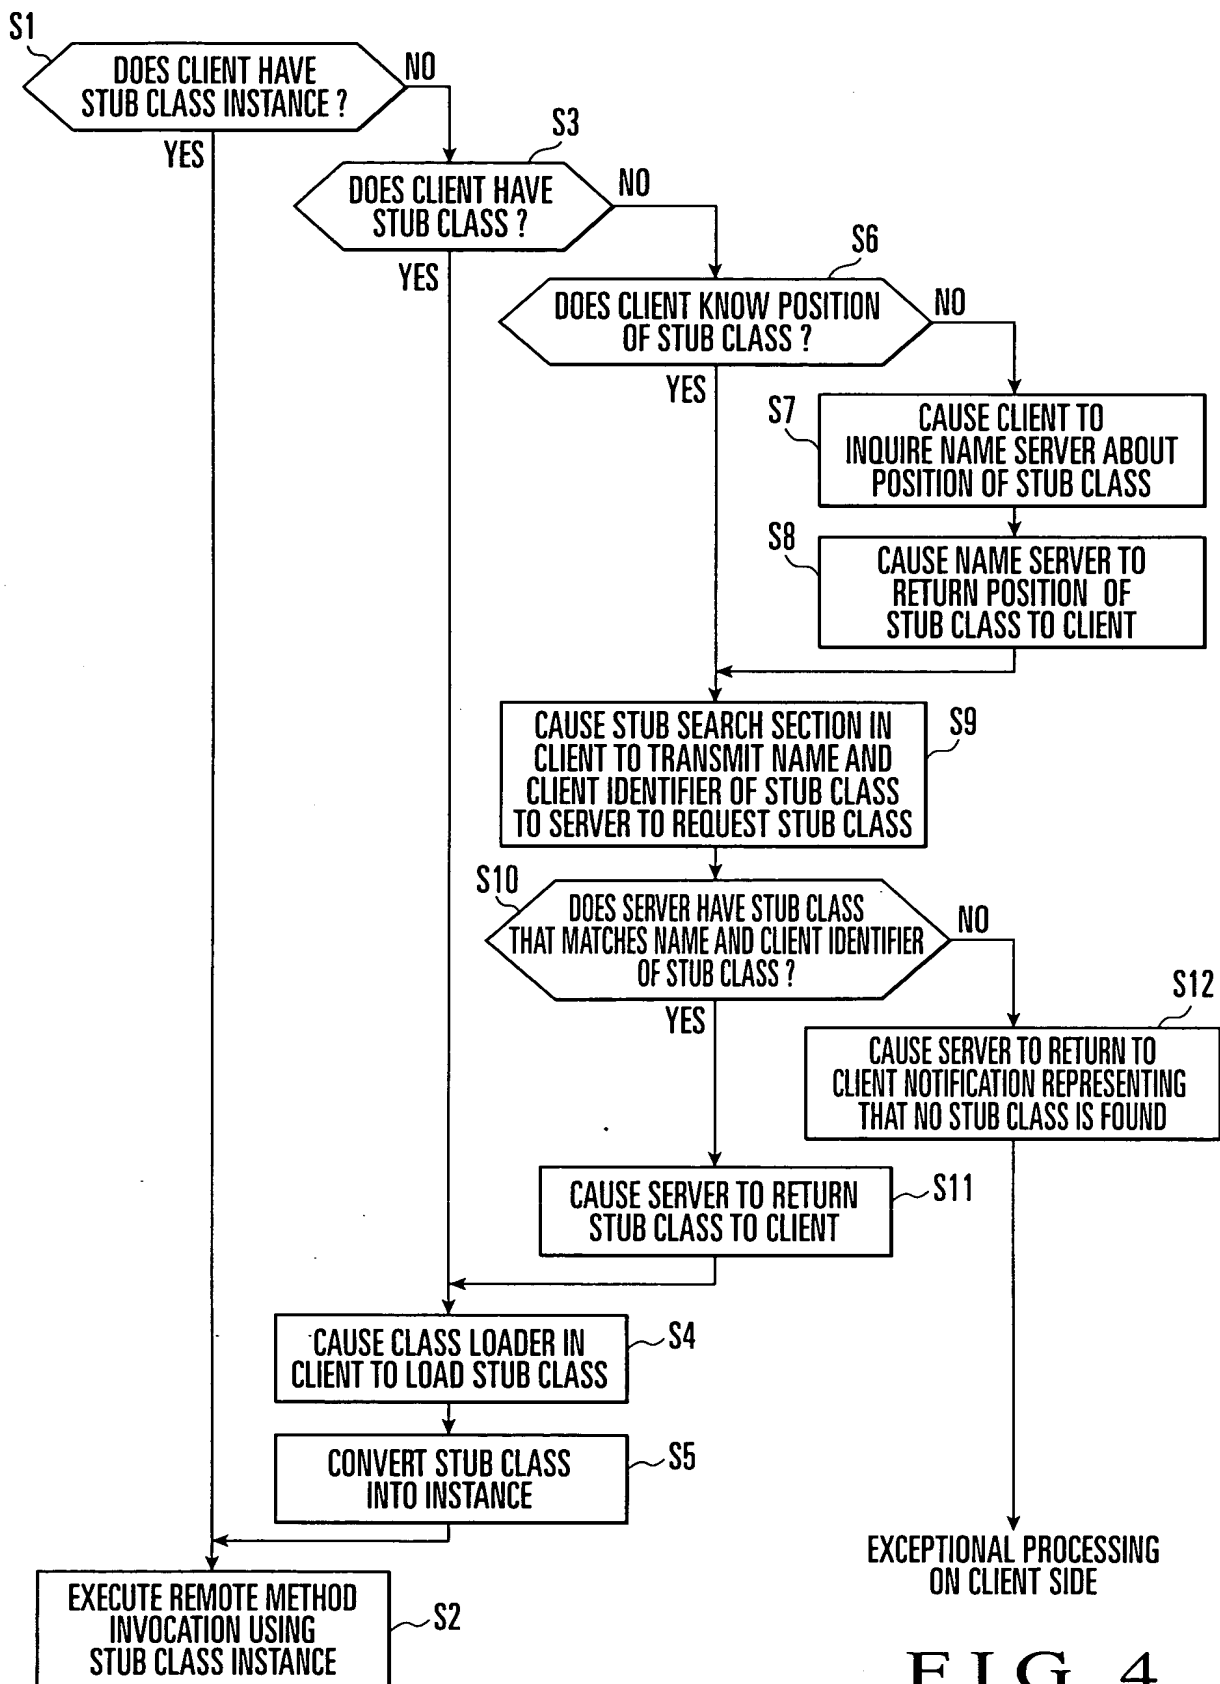 S1
DOES CLIENT HAVE
STUB CLASS INSTANCE ?
NO
YES
S3
DOES CLIENT HAVE
STUB CLASS ?
NO
YES
S6
DOES CLIENT KNOW POSITION
OF STUB CLASS ?
NO
YES
S7
CAUSE CLIENT TO
INQUIRE NAME SERVER ABOUT
POSITION OF STUB CLASS
S8
CAUSE NAME SERVER TO
RETURN POSITION OF
STUB CLASS TO CLIENT
CAUSE STUB SEARCH SECTION IN
CLIENT TO TRANSMIT NAME AND
CLIENT IDENTIFIER OF STUB CLASS
TO SERVER TO REQUEST STUB CLASS
S9
S10
DOES SERVER HAVE STUB CLASS
THAT MATCHES NAME AND CLIENT IDENTIFIER
OF STUB CLASS ?
NO
YES
S12
CAUSE SERVER TO RETURN TO
CLIENT NOTIFICATION REPRESENTING
THAT NO STUB CLASS IS FOUND
CAUSE SERVER TO RETURN
STUB CLASS TO CLIENT
S11
CAUSE CLASS LOADER IN
CLIENT TO LOAD STUB CLASS
S4
CONVERT STUB CLASS
INTO INSTANCE
S5
EXCEPTIONAL PROCESSING
ON CLIENT SIDE
EXECUTE REMOTE METHOD
INVOCATION USING
STUB CLASS INSTANCE
S2
FIG. 4